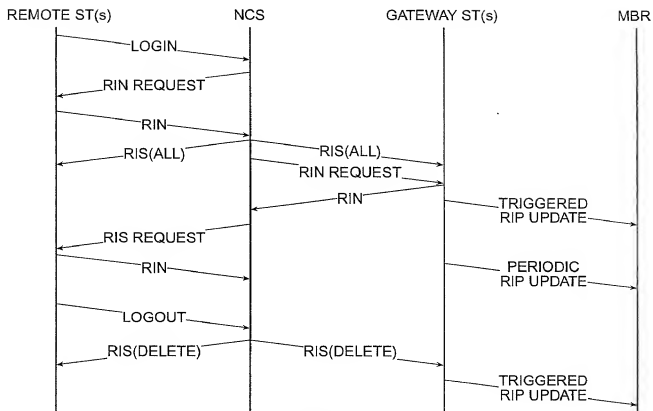 REMOTE ST(s) NCS GATEWAY ST(s) MBR
LOGIN
RIN REQUEST
RIN
RIS(ALL) RIS(ALL)
RIN REQUEST
RIN
TRIGGERED
RIP UPDATE
RIS REQUEST
RIN
PERIODIC
RIP UPDATE
LOGOUT
RIS(DELETE) RIS(DELETE)
TRIGGERED
RIP UPDATE